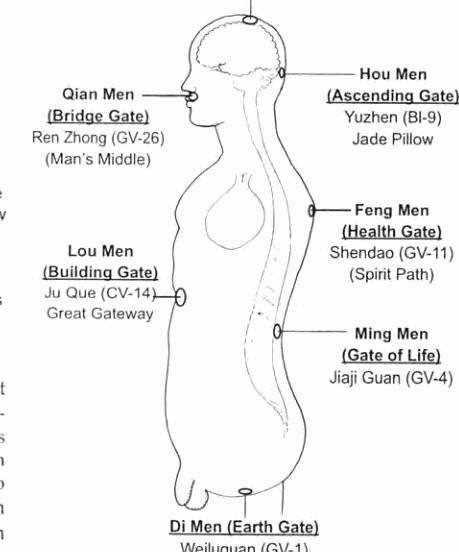 Qian Men
(Bridge Gate)
Ren Zhong (GV-26)
(Man's Middle)
Hou Men
(Ascending Gate)
Yuzhen (Bl-9)
Jade Pillow
Feng Men
(Health Gate)
Shendao (GV-11)
(Spirit Path)
Lou Men
(Building Gate)
Ju Que (CV-14)
Great Gateway
Ming Men
(Gate of Life)
Jiaji Guan (GV-4)
Di Men (Earth Gate)
Weiluguan (GV-1)